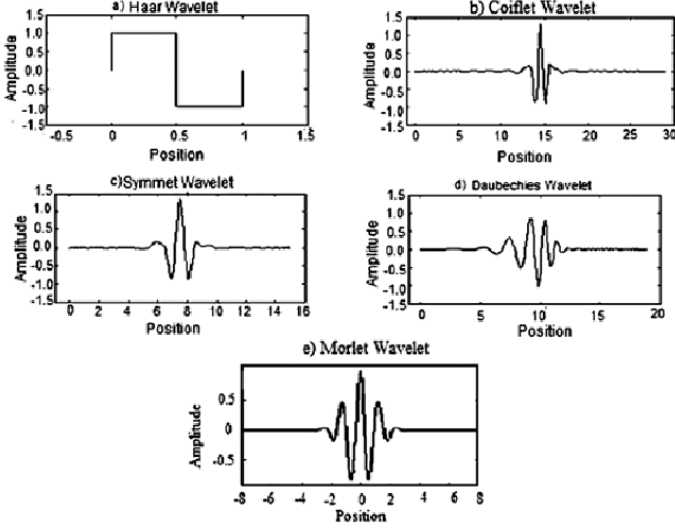 a) Haar Wavelet
1.5
1.0
0.5
0.0
-0.5
-1.0
-1.5
Amplitude
-0.5 0 0.5 1 1.5
Position
b) Coiflet Wavelet
1.5
1.0
0.5
0.0
-0.5
-1.0
-1.5
Amplitude
0 5 10 15 20 25 30
Position
c)Symmet Wavelet
1.5
1.0
0.5
0.0
-0.5
-1.0
-1.5
Amplitude
0 2 4 6 8 10 12 14 16
Position
d) Daubechies Wavelet
1.5
1.0
0.5
0.0
-0.5
-1.0
-1.5
Amplitude
0 5 10 15 20
Position
e) Morlet Wavelet
0.5
0
-0.5
Amplitude
-8 -6 -4 -2 0 2 4 6 8
Position